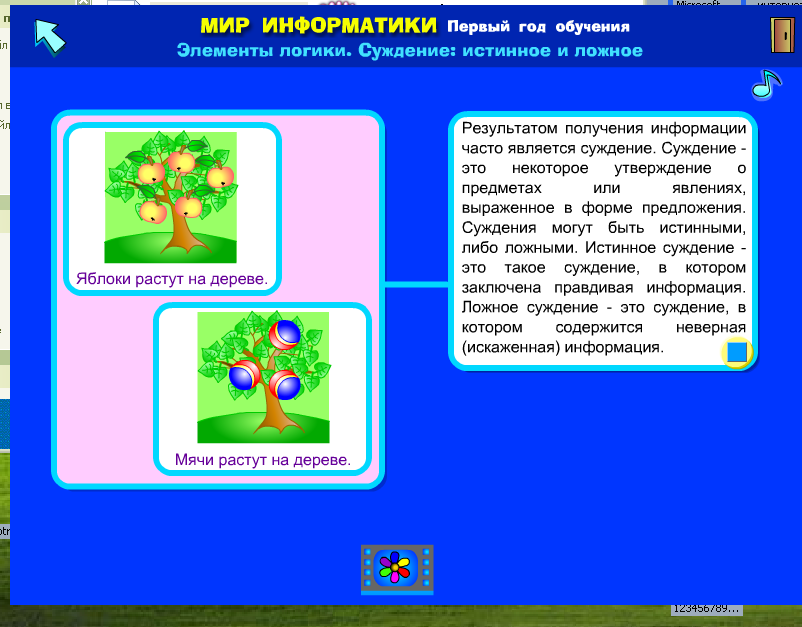 Microsoft
МИР ИНФОРМАТИКИ Первый год обучения
Элементы логики. Суждение: истинное и ложное
Яблоки растут на дереве.
Мячи растут на дереве.
Результатом получения информации
часто является суждение. Суждение -
это некоторое утверждение о
предметах или явлениях,
выраженное в форме предложения.
Суждения могут быть истинными,
либо ложными. Истинное суждение -
это такое суждение, в котором
заключена правдивая информация.
Ложное суждение - это суждение, в
котором содержится неверная
(искаженная) информация.
123456789...